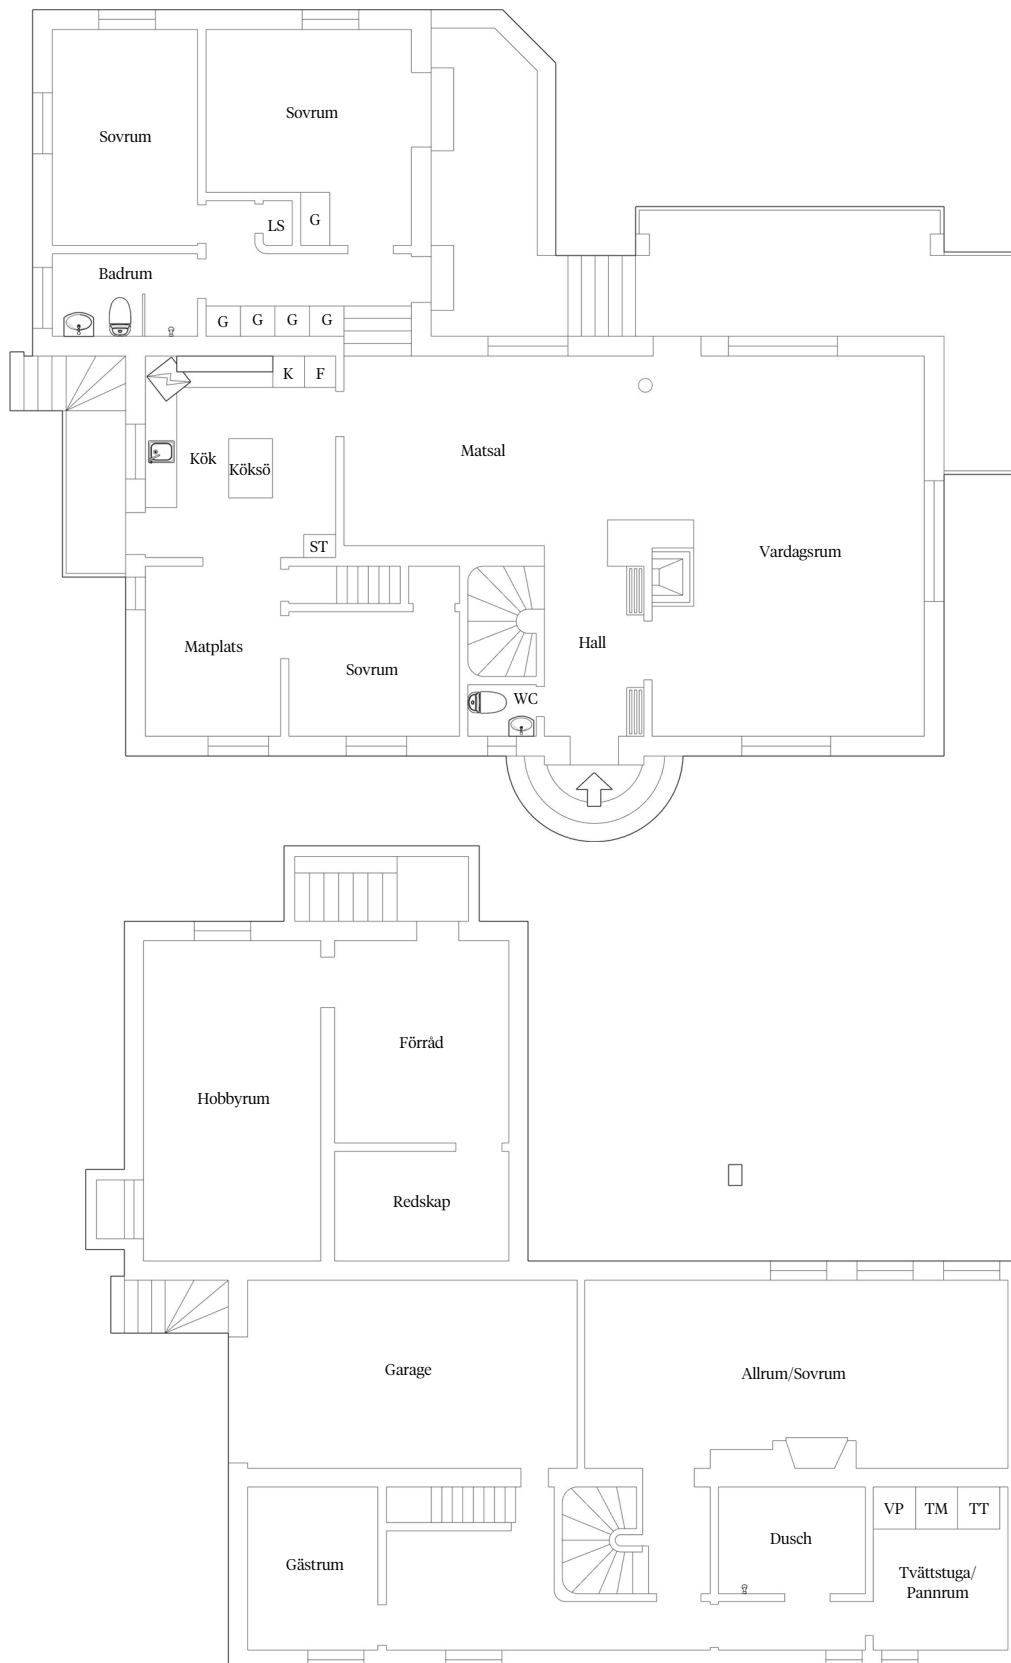 Sovrum
Sovrum
LS
G
Badrum
G
G
G
G
K
F
Kök
Köksö
Matsal
ST
Vardagsrum
Matplats
Sovrum
Hall
WC
Förråd
Hobbyrum
Redskap
Garage
Allrum/Sovrum
VP
TM
TT
Dusch
Gästrum
Tvättstuga/
Pannrum